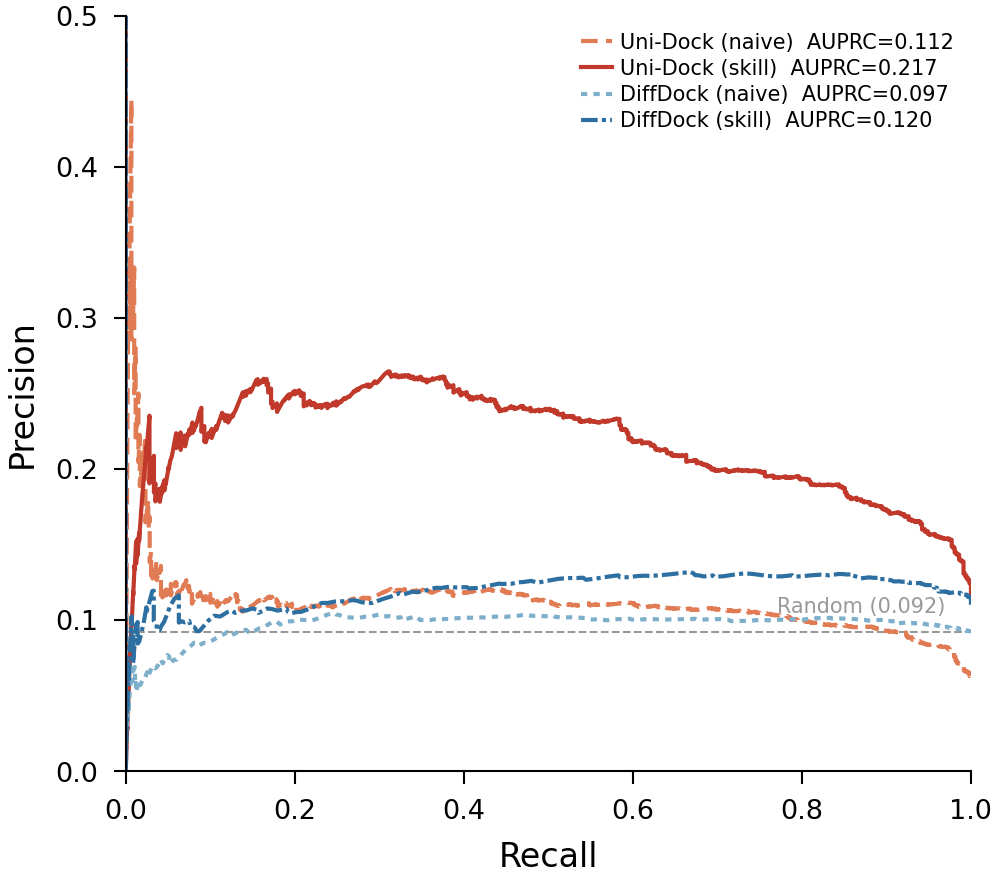 0.5
Uni-Dock (naive) AUPRC=0.112
Uni-Dock (skill) AUPRC=0.217
DiffDock (naive) AUPRC=0.097
DiffDock (skill) AUPRC=0.120
0.4
0.3
Precision
0.2
0.1
Random (0.092)
0.0
0.0 0.2 0.4 0.6 0.8 1.0
Recall